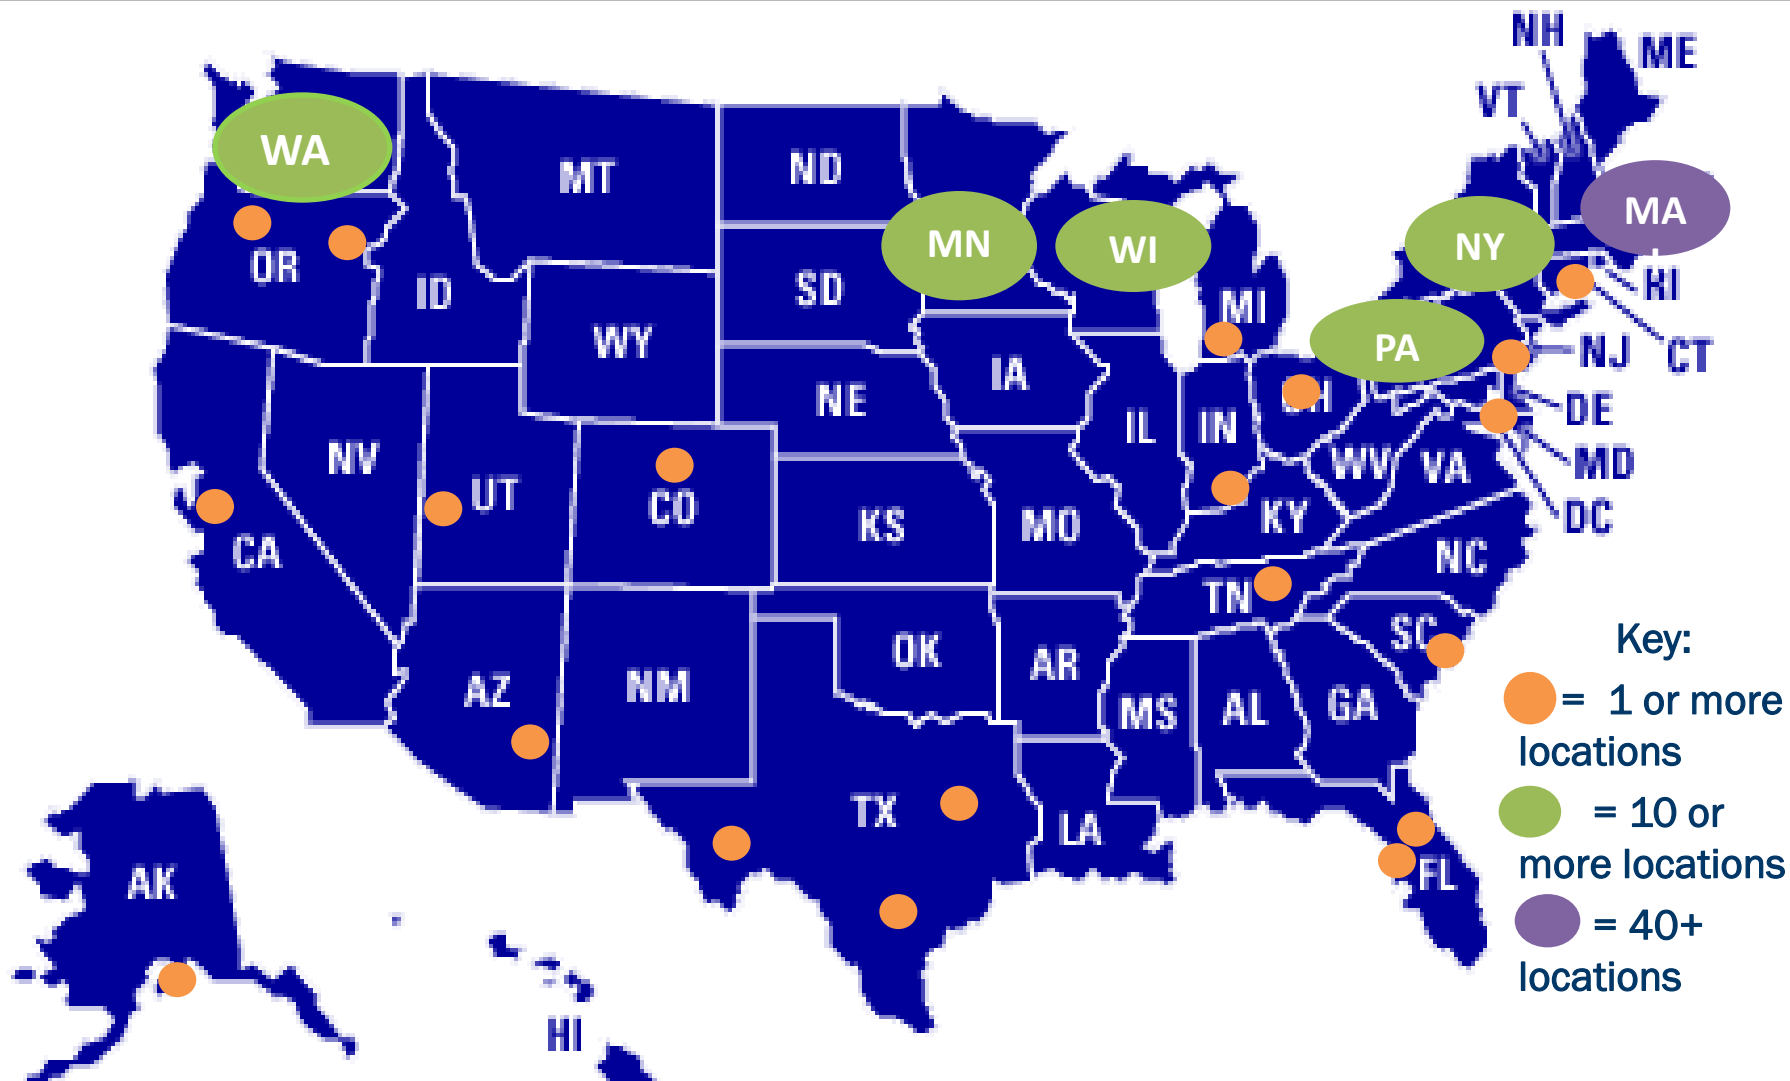 NH
ME
VT
WA
MT
ND
MA
MN
WI
NY
OR
ID
SD
MI
RI
WY
PA
NJ
CT
IA
NE
OH
DE
NV
UT
CO
IL
IN
WV
VA
MD
KS
MO
KY
DC
CA
NC
TN
AZ
NM
OK
AR
SC
MS
AL
GA
TX
LA
FL
AK
HI
Key:
= 1 or more
locations
= 10 or
more locations
= 40+
locations